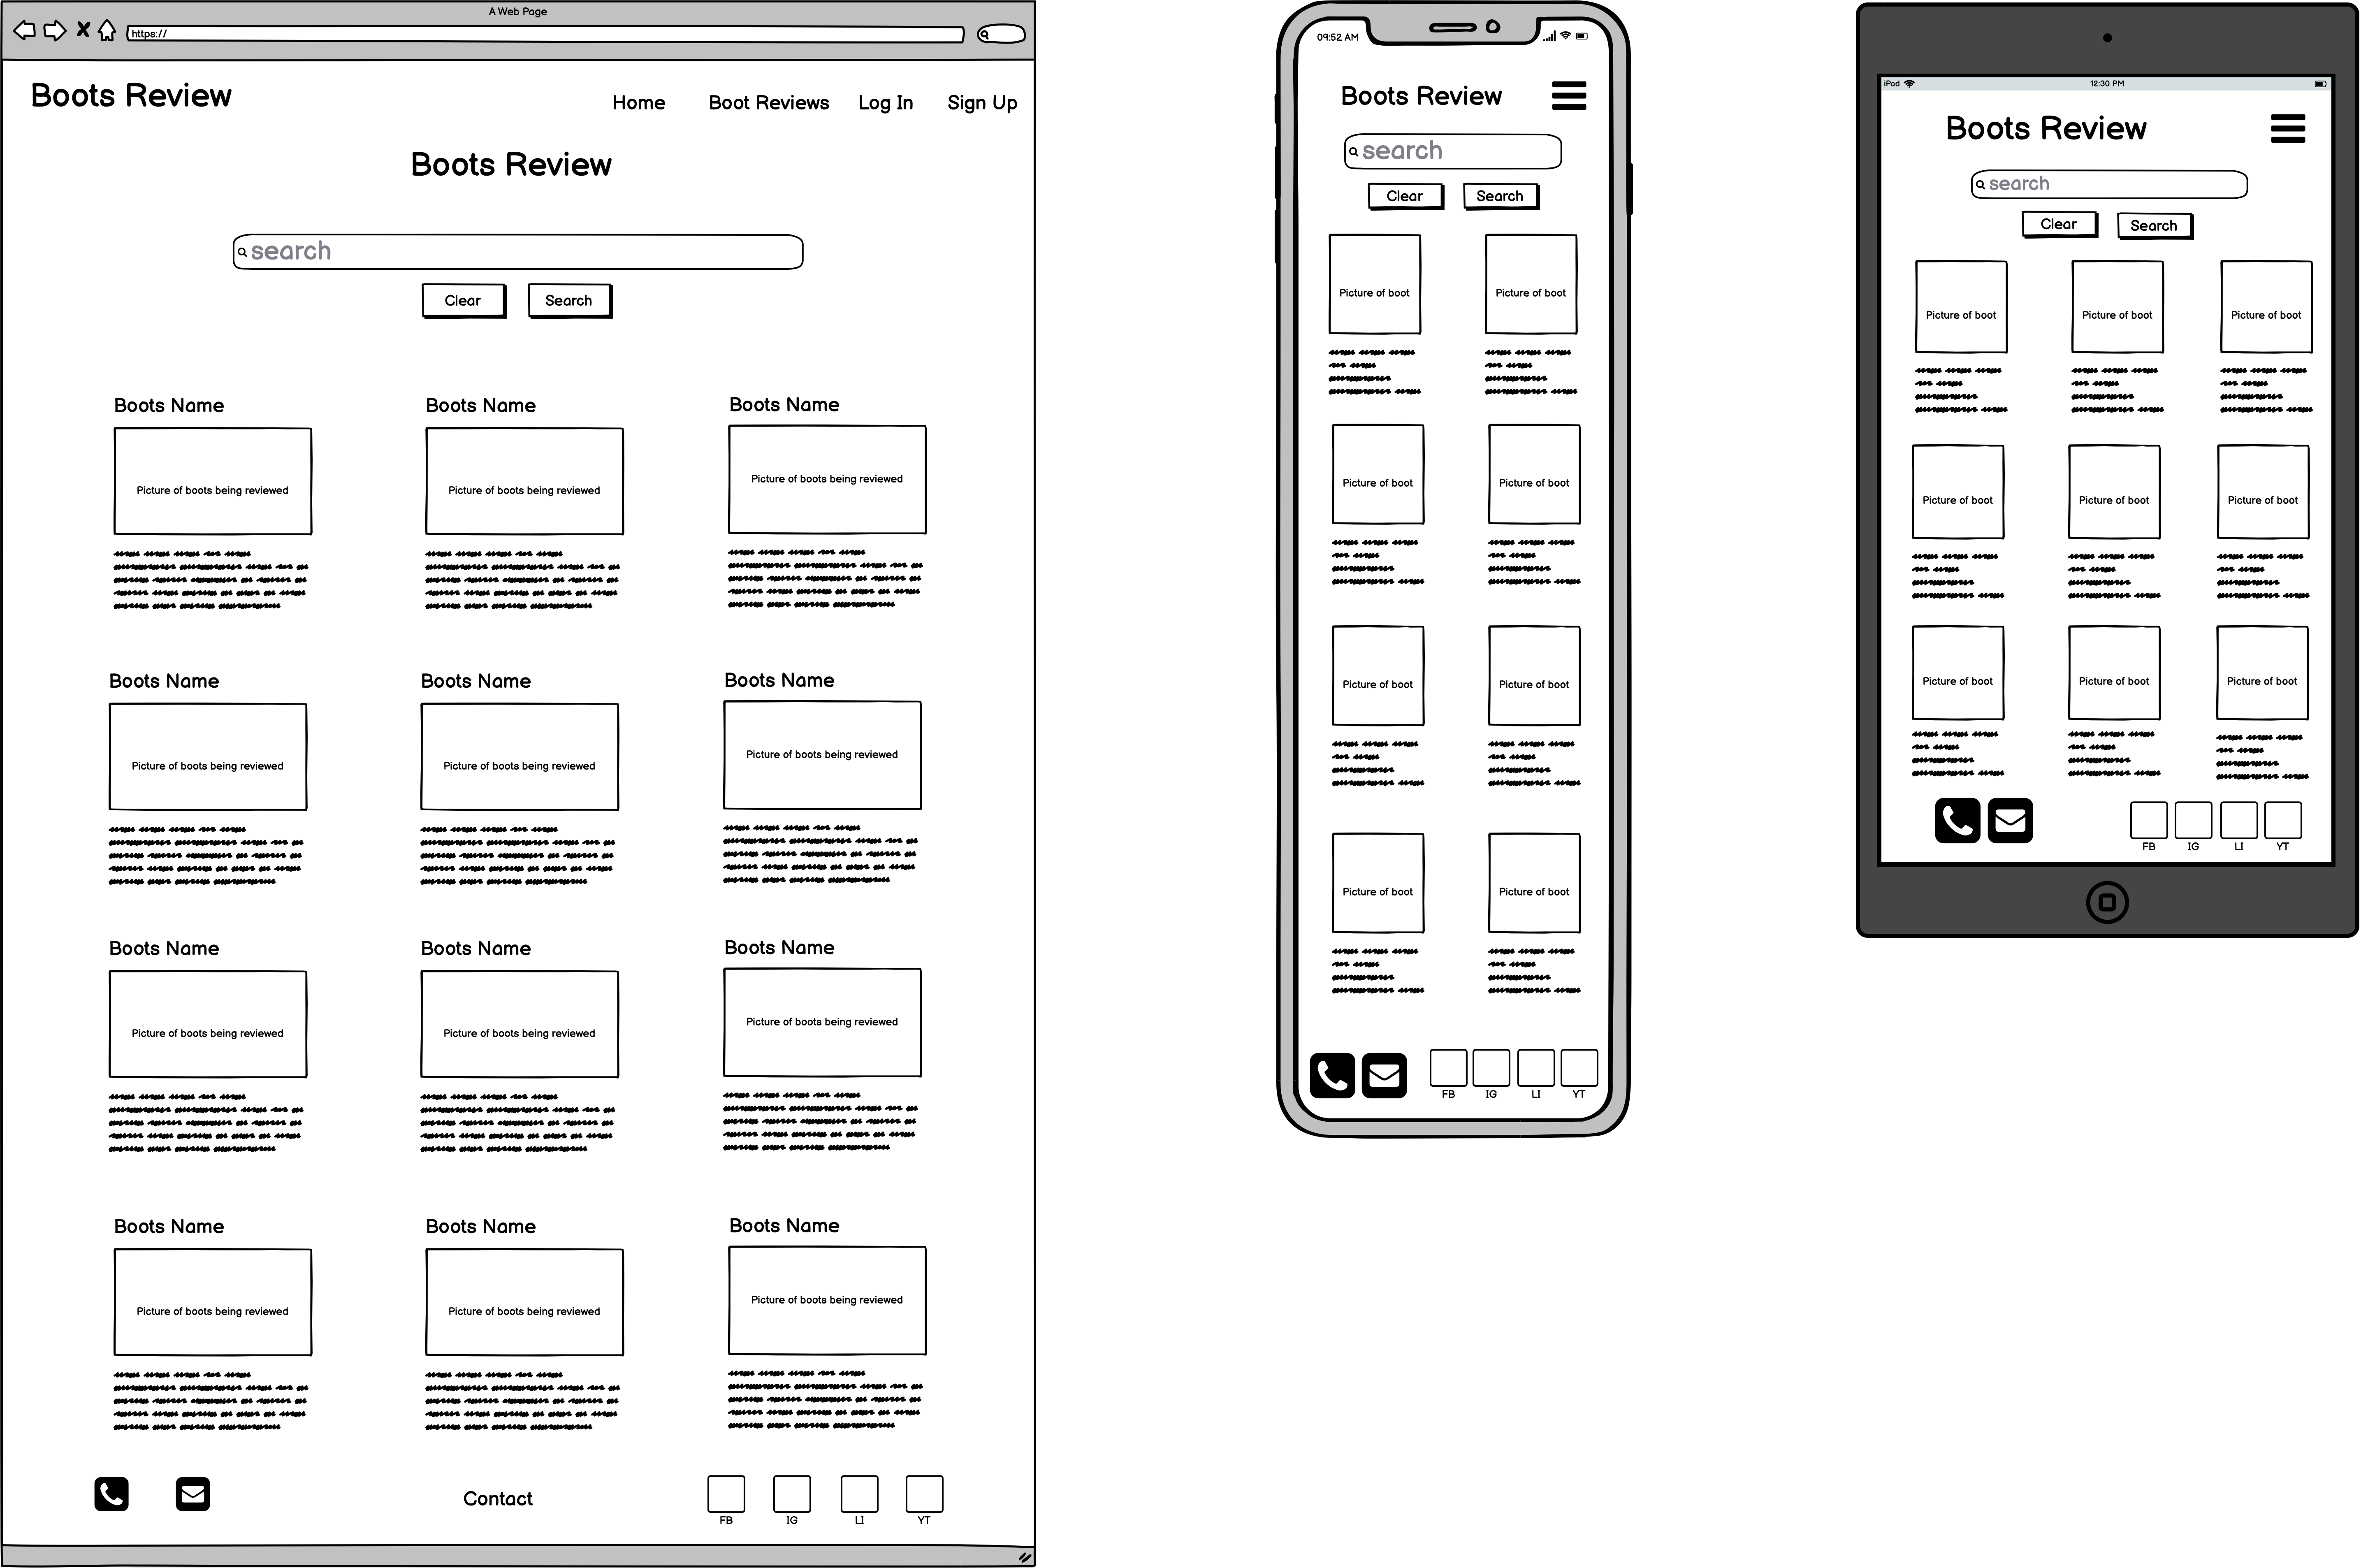 A Web Page
https://
Boots Review
Home Boot Reviews Log In Sign Up
Boots Review
search
Clear Search
Boots Name Boots Name Boots Name
Picture of boots being reviewed Picture of boots being reviewed Picture of boots being reviewed
Boots Name Boots Name Boots Name
Picture of boots being reviewed Picture of boots being reviewed Picture of boots being reviewed
Boots Name Boots Name Boots Name
Picture of boots being reviewed Picture of boots being reviewed Picture of boots being reviewed
Boots Name Boots Name Boots Name
Picture of boots being reviewed Picture of boots being reviewed Picture of boots being reviewed
Contact
FB IG LI YT
09:52 AM
Boots Review
search
Clear Search
Picture of boot Picture of boot
Picture of boot Picture of boot
Picture of boot Picture of boot
Picture of boot Picture of boot
FB IG LI YT
iPad 12:30 PM
Boots Review
search
Clear Search
Picture of boot Picture of boot Picture of boot
Picture of boot Picture of boot Picture of boot
Picture of boot Picture of boot Picture of boot
FB IG LI YT